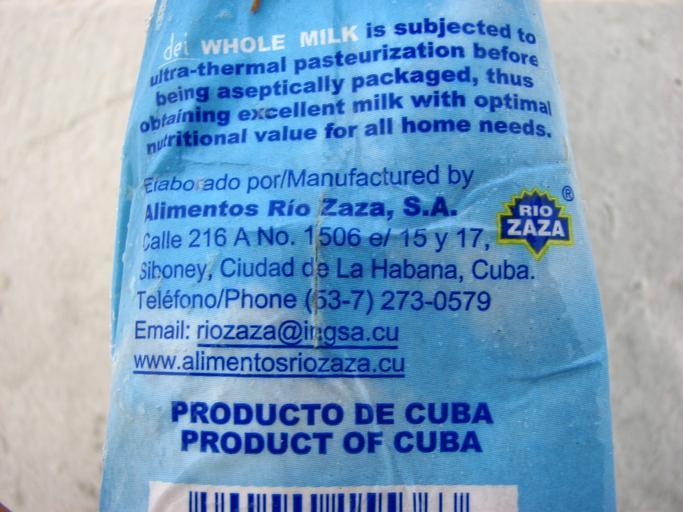 dei WHOLE MILK is subjected to
ultra-thermal pasteurization before
being aseptically packaged, thus
obtaining excellent milk with optimal
nutritional value for all home needs.
Elaborado por/Manufactured by
Alimentos Río Zaza, S.A.
Calle 216 A No. 1506 e/ 15 y 17,
Siboney, Ciudad de La Habana, Cuba.
Teléfono/Phone (53-7) 273-0579
Email: riozaza@ingsa.cu
www.alimentosriozaza.cu
RIO
ZAZA
®
PRODUCTO DE CUBA
PRODUCT OF CUBA